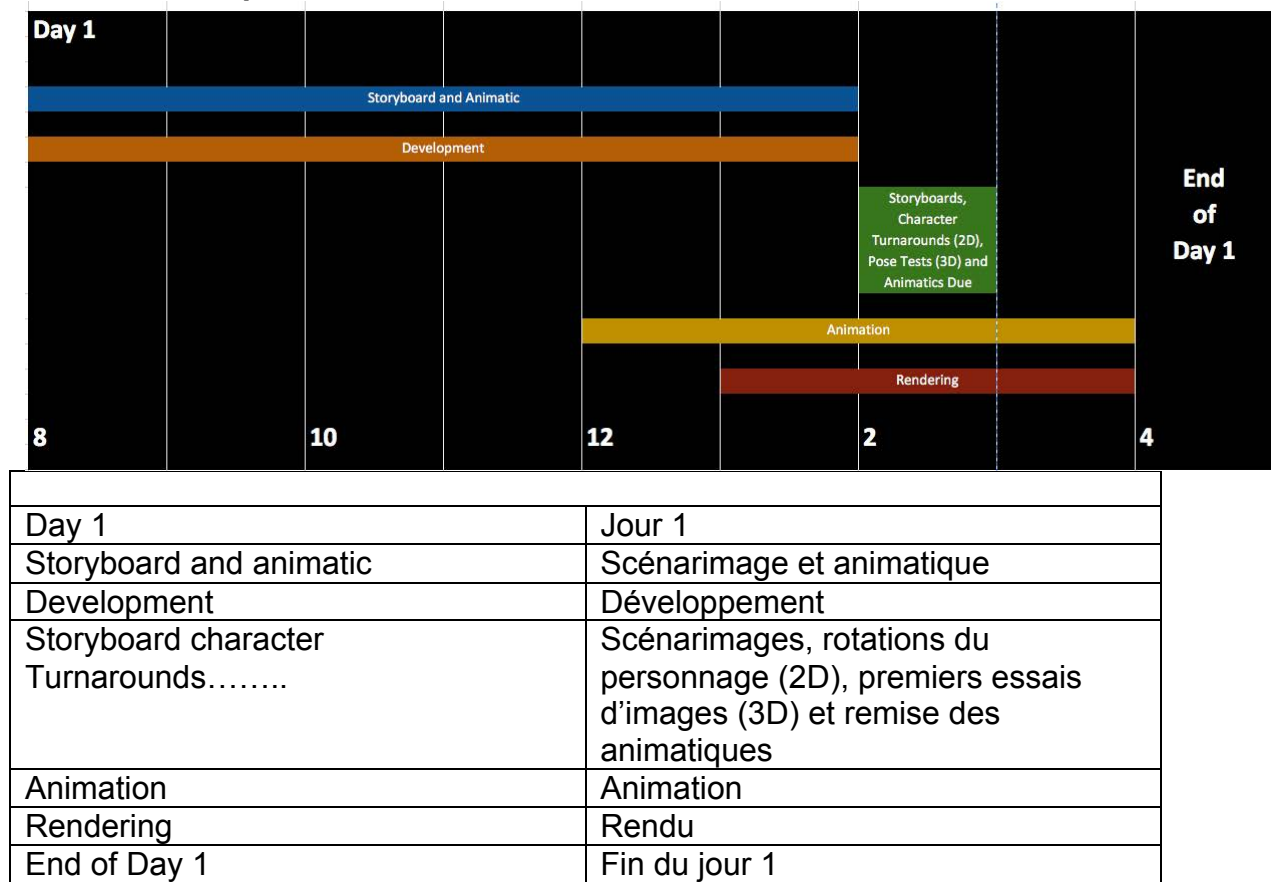 Day 1
Storyboard and Animatic
Development
Storyboards,
Character
Turnarounds (2D),
Pose Tests (3D) and
Animatics Due
End
of
Day 1
Animation
Rendering
8 10 12 2 4
Day 1 Jour 1
Storyboard and animatic Scénarimage et animatique
Development Développement
Storyboard character
Turnarounds……..
Scénarimages, rotations du
personnage (2D), premiers essais
d’images (3D) et remise des
animatiques
Animation Animation
Rendering Rendu
End of Day 1 Fin du jour 1